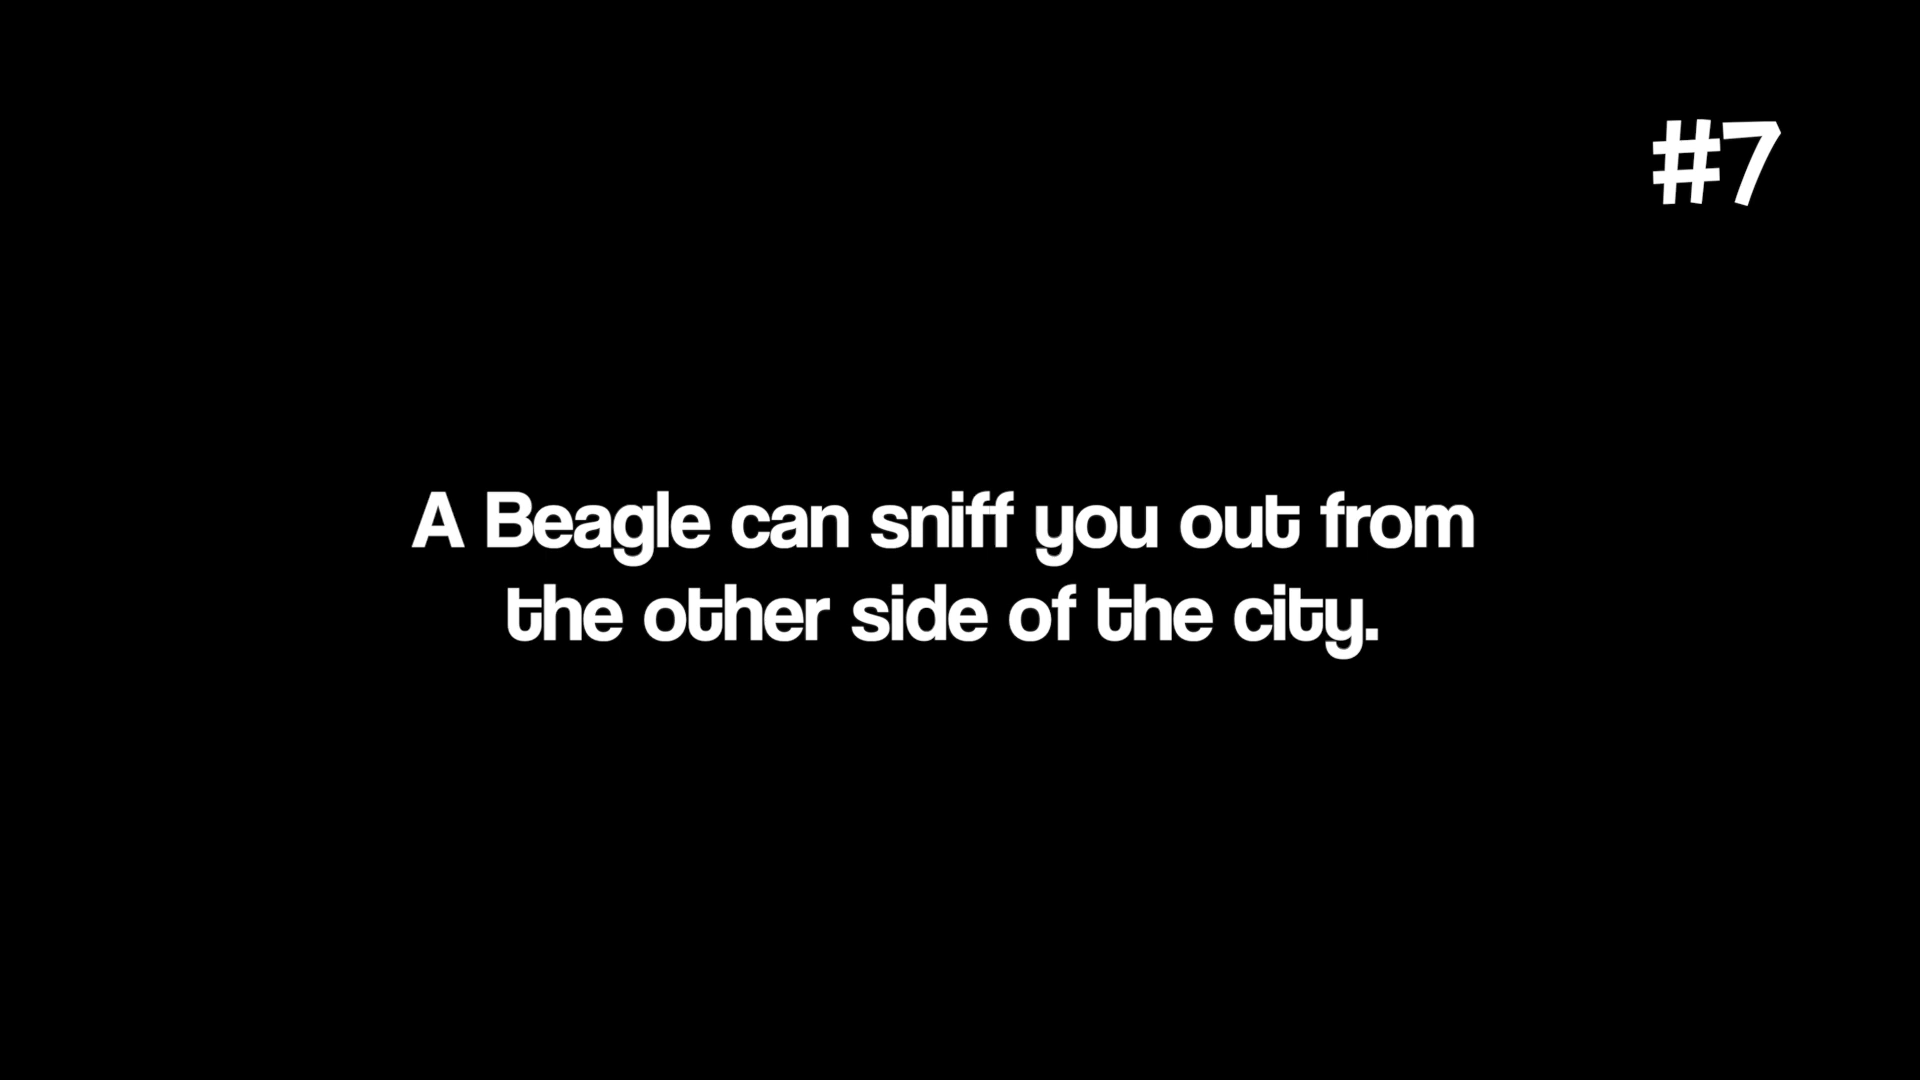 #7
A Beagle can sniff you out from
the other side of the city.